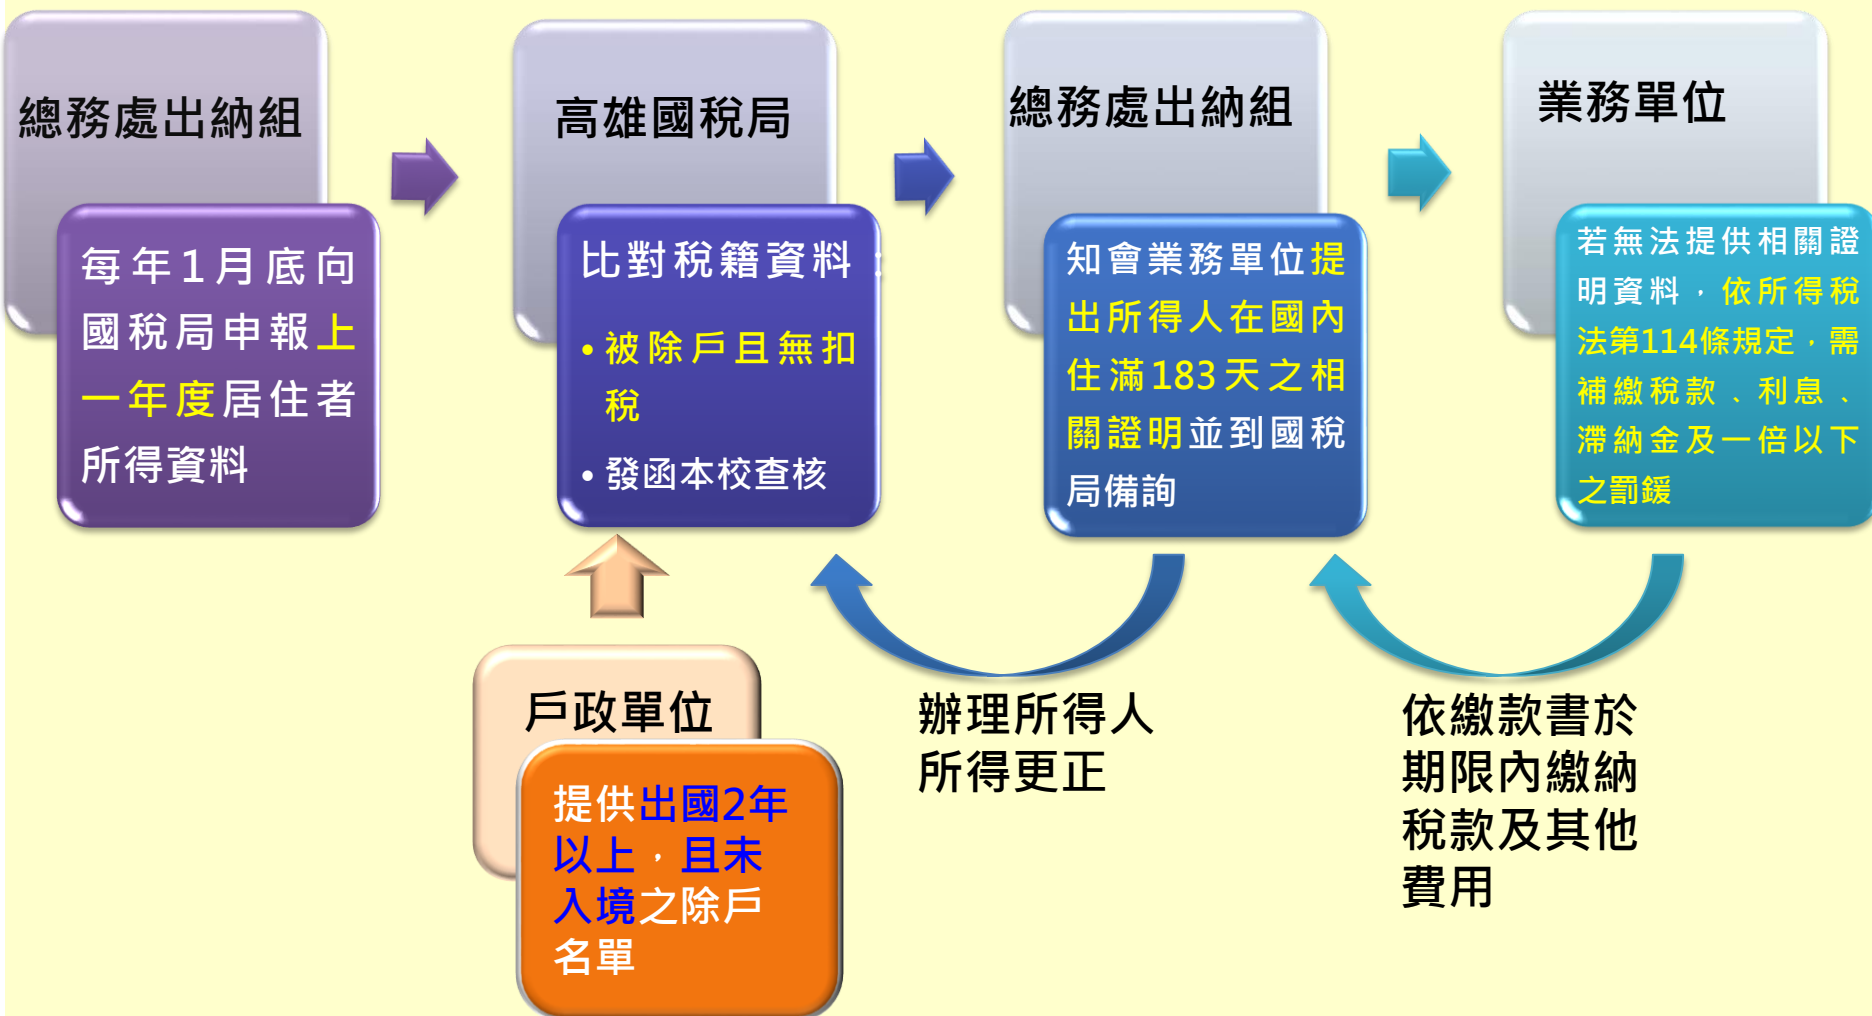 總務處出納組
每年1月底向
國稅局申報上
一年度居住者
所得資料
高雄國稅局
比對稅籍資料：
• 被除戶且無扣
稅
• 發函本校查核
總務處出納組
知會業務單位提
出所得人在國內
住滿183天之相
關證明並到國稅
局備詢
業務單位
若無法提供相關證
明資料，依所得稅
法第114條規定，需
補繳稅款、利息、
滯納金及一倍以下
之罰鍰
戶政單位
提供出國2年
以上，且未
入境之除戶
名單
辦理所得人
所得更正
依繳款書於
期限內繳納
稅款及其他
費用